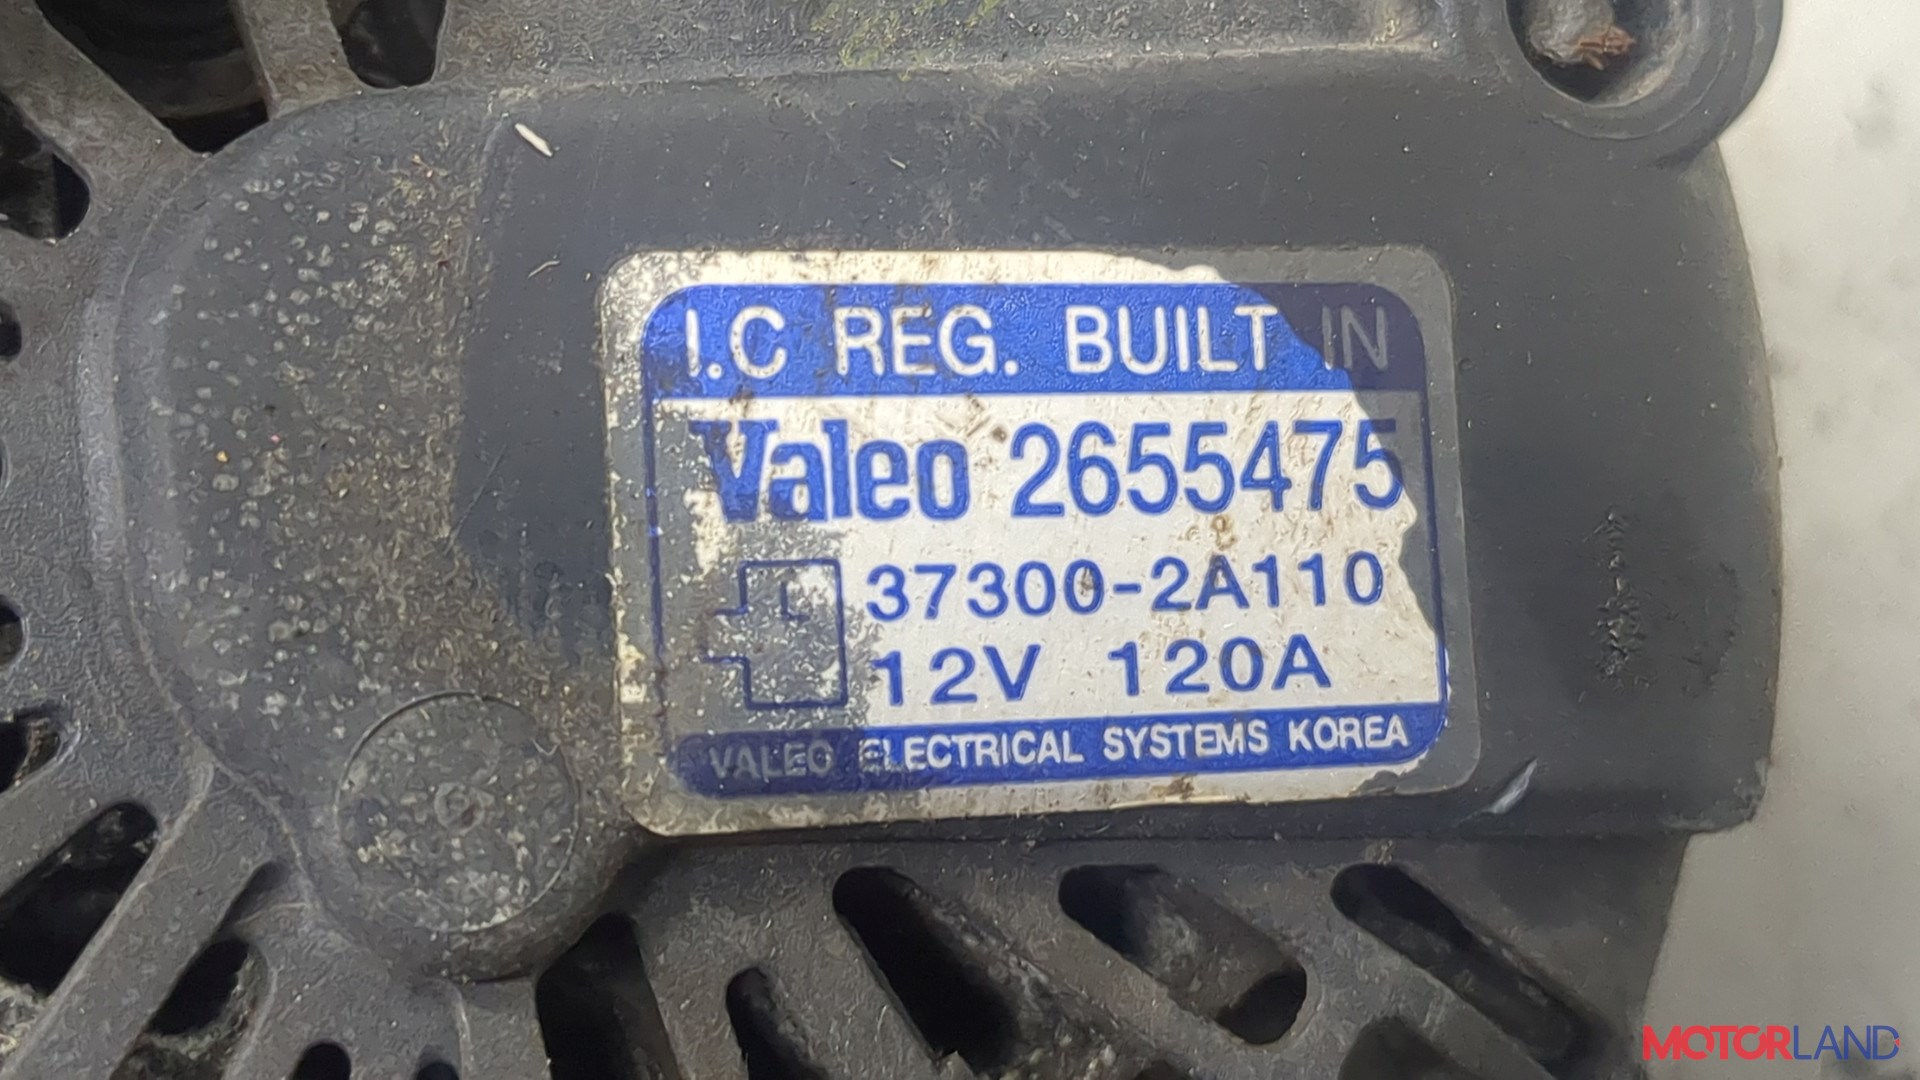 I.C REG. BUILT IN
Valeo 2655475
37300-2A110
12V 120A
VALEO ELECTRICAL SYSTEMS KOREA
MOTORLAND